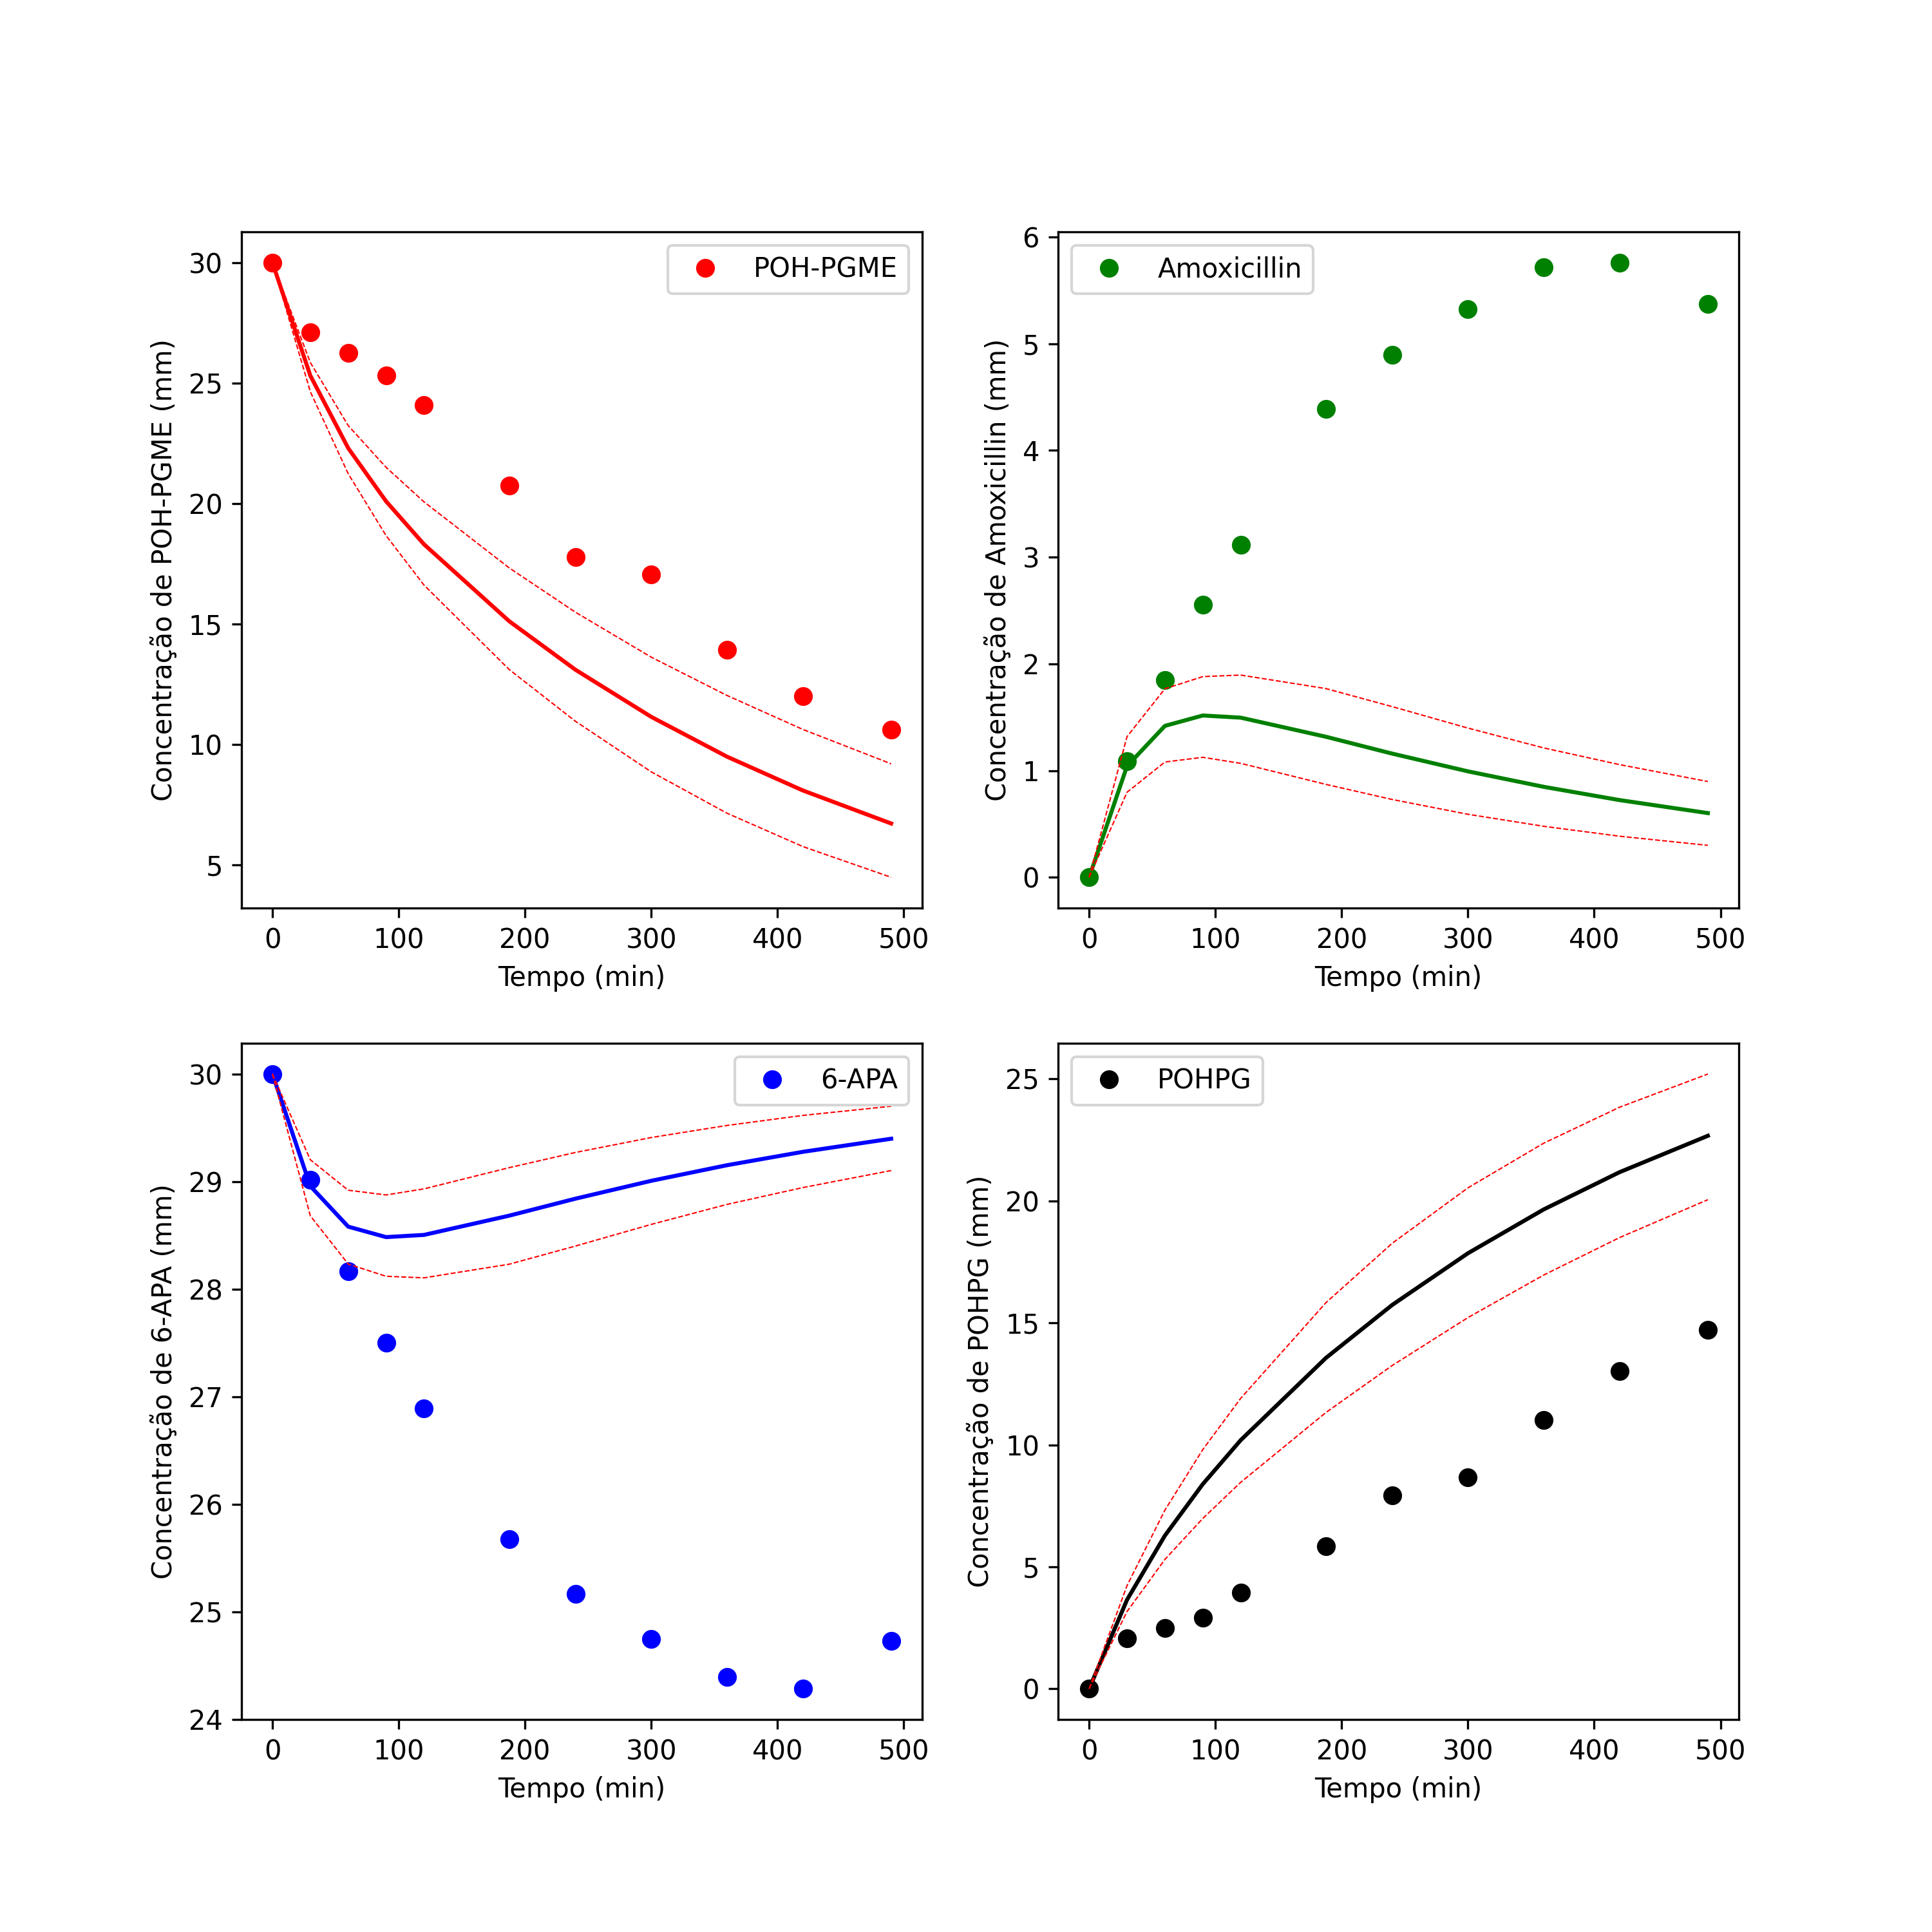 POH-PGME
Concentração de POH-PGME (mm)
30
25
20
15
10
5
0 100 200 300 400 500
Tempo (min)
Amoxicillin
Concentração de Amoxicillin (mm)
6
5
4
3
2
1
0
0 100 200 300 400 500
Tempo (min)
6-APA
Concentração de 6-APA (mm)
30
29
28
27
26
25
24
0 100 200 300 400 500
Tempo (min)
POHPG
Concentração de POHPG (mm)
25
20
15
10
5
0
0 100 200 300 400 500
Tempo (min)